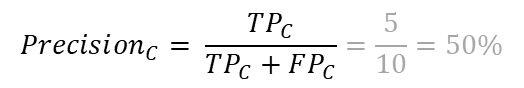 Precision_C = TP_C / (TP_C + FP_C) = 5/10 = 50%